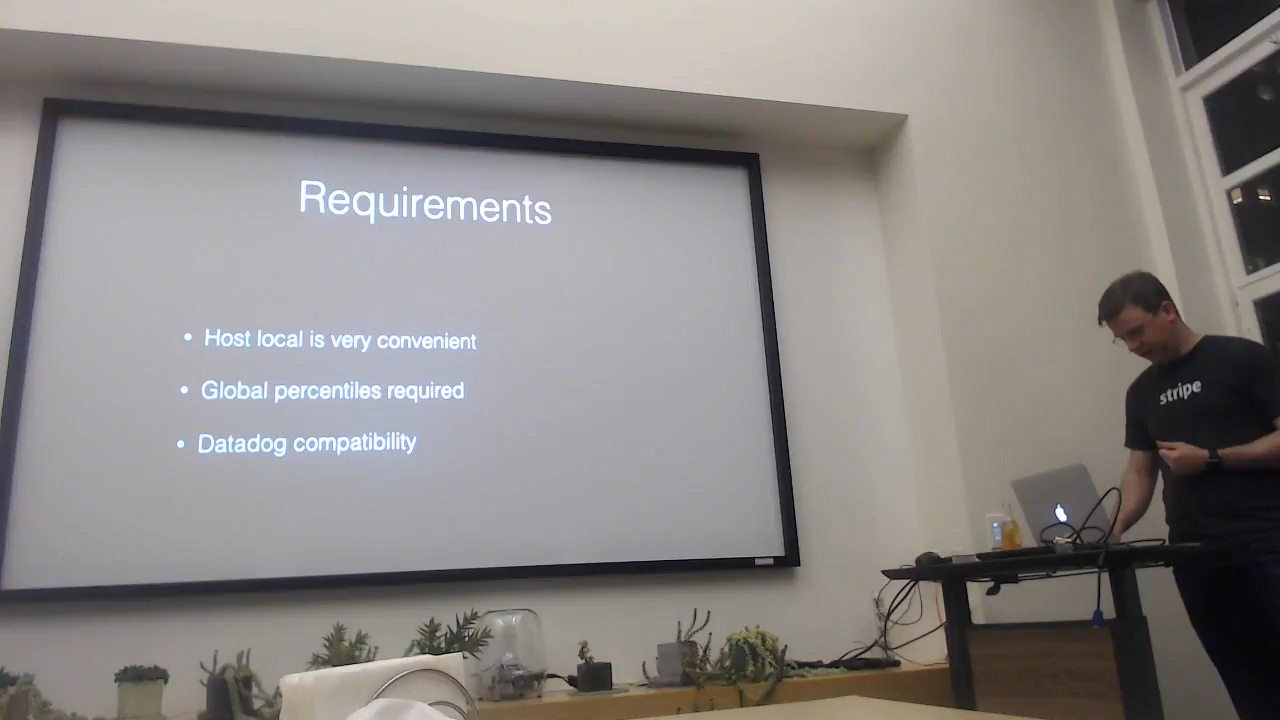 Requirements
• Host local is very convenient
• Global percentiles required
• Datadog compatibility
stripe